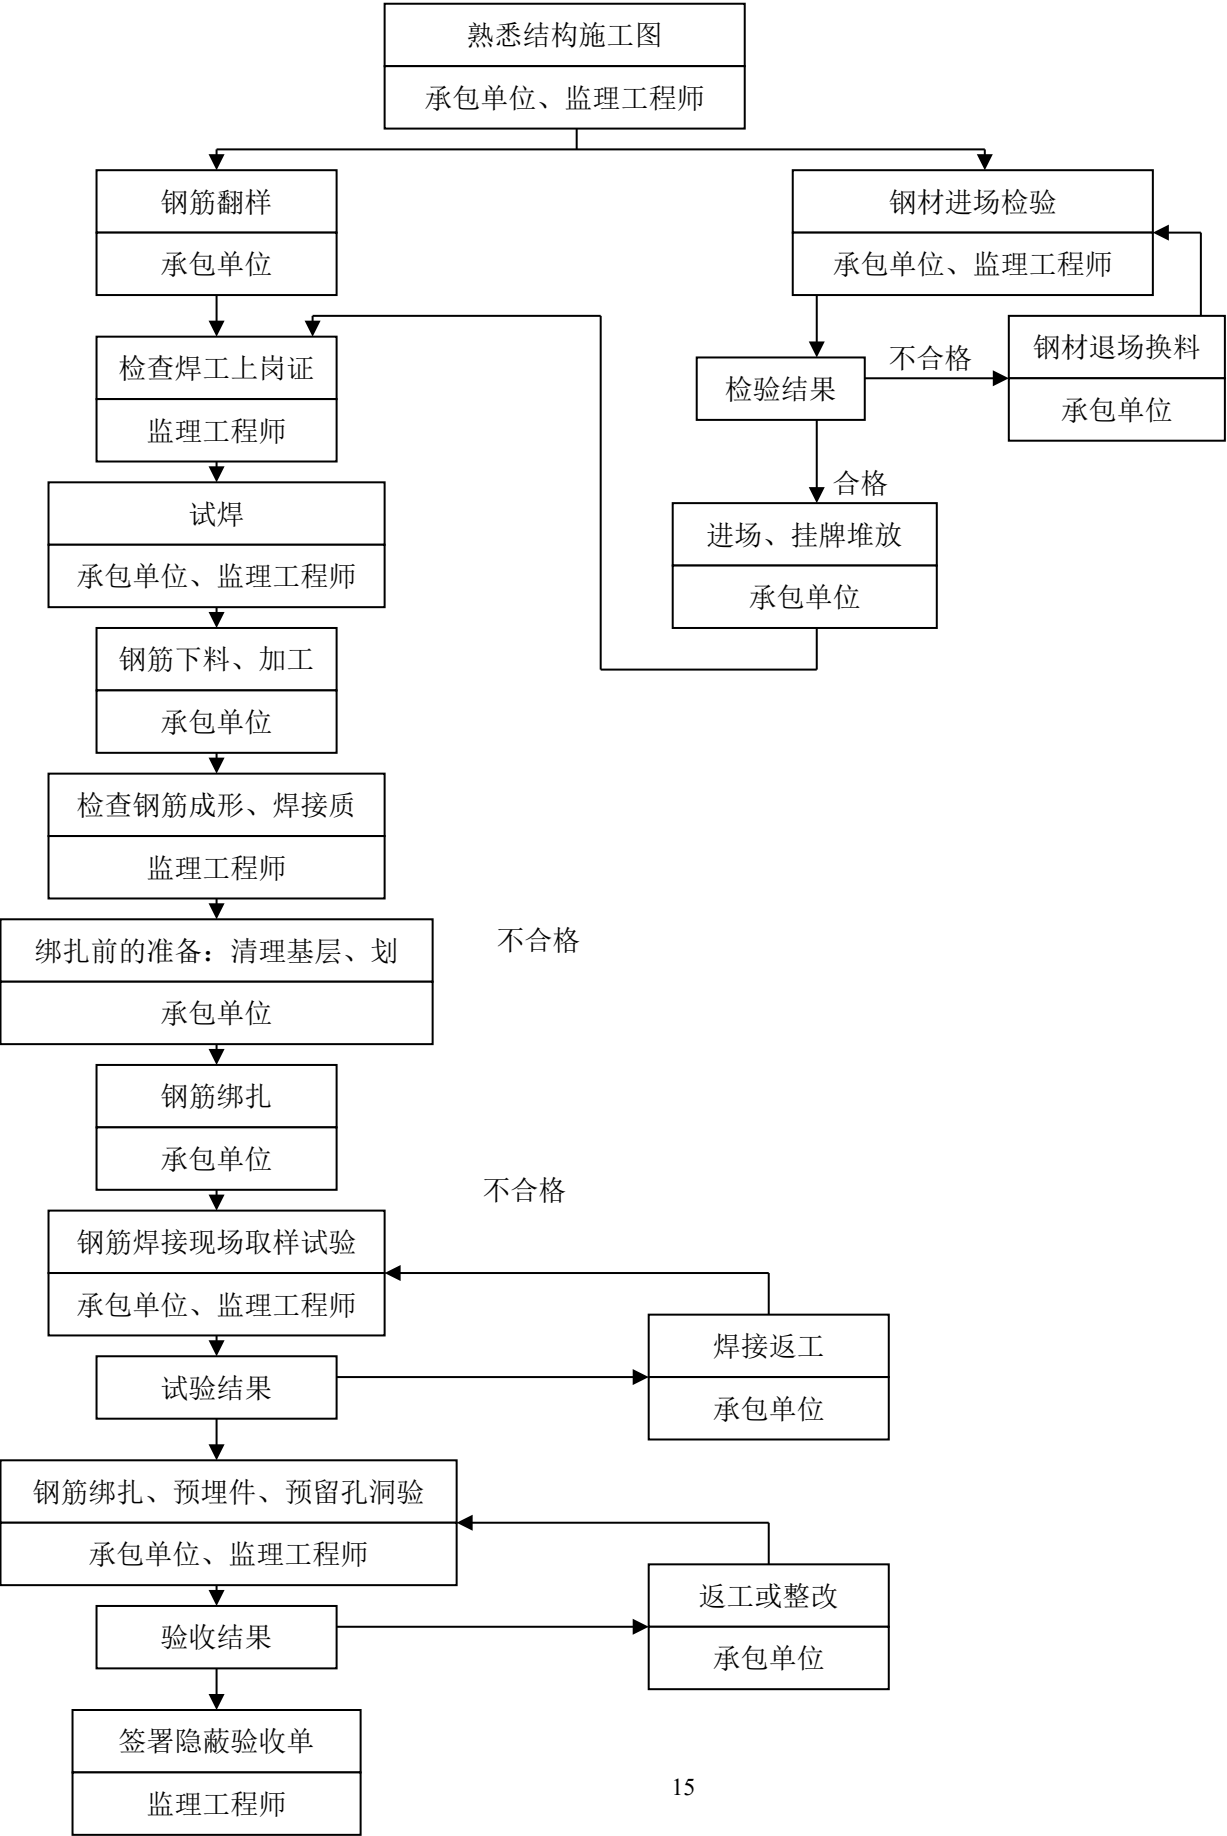 熟悉结构施工图
承包单位、监理工程师
钢筋翻样
承包单位
钢材进场检验
承包单位、监理工程师
检查焊工上岗证
监理工程师
检验结果
不合格
钢材退场换料
承包单位
合格
试焊
承包单位、监理工程师
进场、挂牌堆放
承包单位
钢筋下料、加工
承包单位
检查钢筋成形、焊接质
监理工程师
绑扎前的准备：清理基层、划
承包单位
不合格
钢筋绑扎
承包单位
不合格
钢筋焊接现场取样试验
承包单位、监理工程师
试验结果
焊接返工
承包单位
钢筋绑扎、预埋件、预留孔洞验
承包单位、监理工程师
验收结果
返工或整改
承包单位
签署隐蔽验收单
监理工程师
15